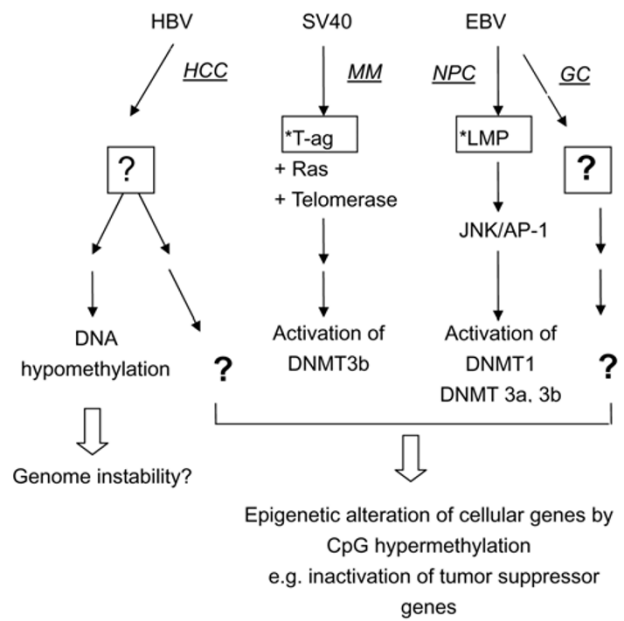 HBV SV40 EBV
HCC MM NPC GC
? *T-ag *LMP ?
+ Ras
+ Telomerase
JNK/AP-1
DNA
hypomethylation
?
Activation of
DNMT3b
Activation of
DNMT1
DNMT 3a, 3b
?
Genome instability?
Epigenetic alteration of cellular genes by
CpG hypermethylation
e.g. inactivation of tumor suppressor
genes